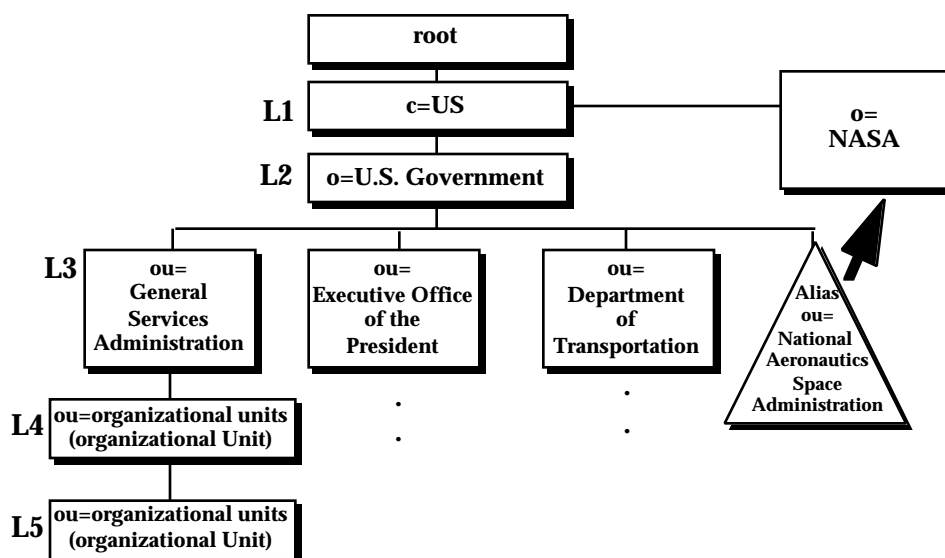 root
L1
c=US
o=
NASA
L2
o=U.S. Government
L3
ou=
General
Services
Administration
ou=
Executive Office
of the
President
ou=
Department
of
Transportation
Alias
ou=
National
Aeronautics
Space
Administration
L4
ou=organizational units
(organizational Unit)
L5
ou=organizational units
(organizational Unit)